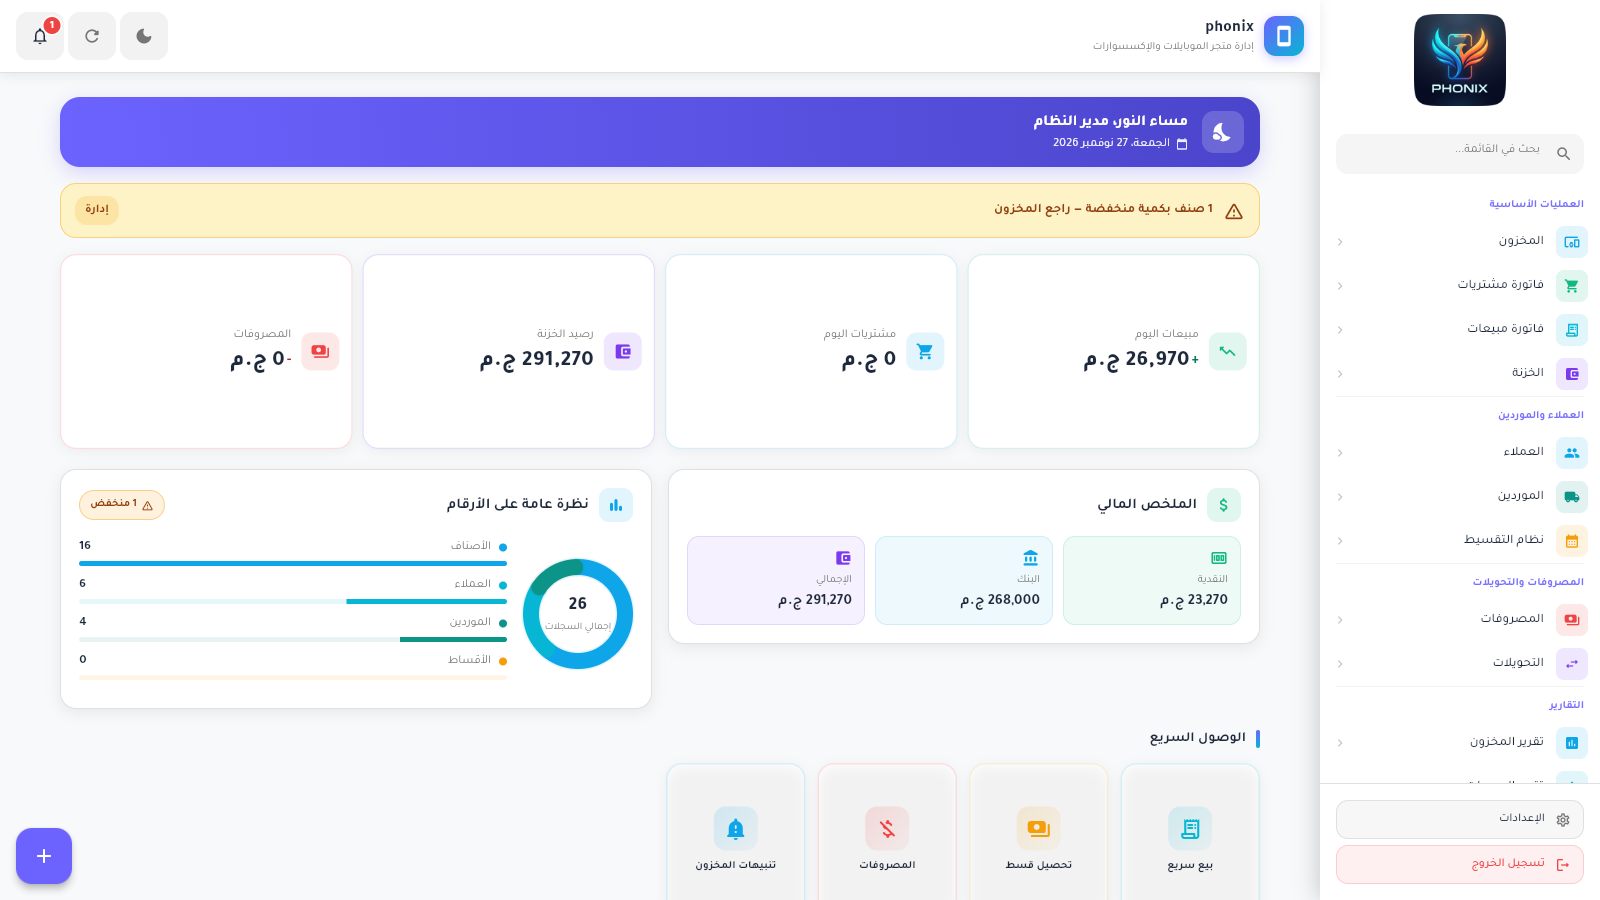 PHONIX
بحث في القائمة...
العمليات الأساسية
المخزون
فاتورة مشتريات
فاتورة مبيعات
الخزنة
العملاء والموردين
العملاء
الموردين
نظام التقسيط
المصروفات والتحويلات
المصروفات
التحويلات
التقارير
تقرير المخزون
الإعدادات
تسجيل الخروج
phonix
إدارة متجر الموبايلات والإكسسوارات
1
مساء النور، مدير النظام
الجمعة، 27 نوفمبر 2026
1 صنف بكمية منخفضة – راجع المخزون
إدارة
مبيعات اليوم
+26,970 ج.م
مشتريات اليوم
0 ج.م
رصيد الخزنة
291,270 ج.م
المصروفات
-0 ج.م
الملخص المالي
النقدية
23,270 ج.م
البنك
268,000 ج.م
الإجمالي
291,270 ج.م
نظرة عامة على الأرقام
1 منخفض
26
إجمالي السجلات
الأصناف 16
العملاء 6
الموردين 4
الأقساط 0
الوصول السريع
بيع سريع
تحصيل قسط
المصروفات
تنبيهات المخزون